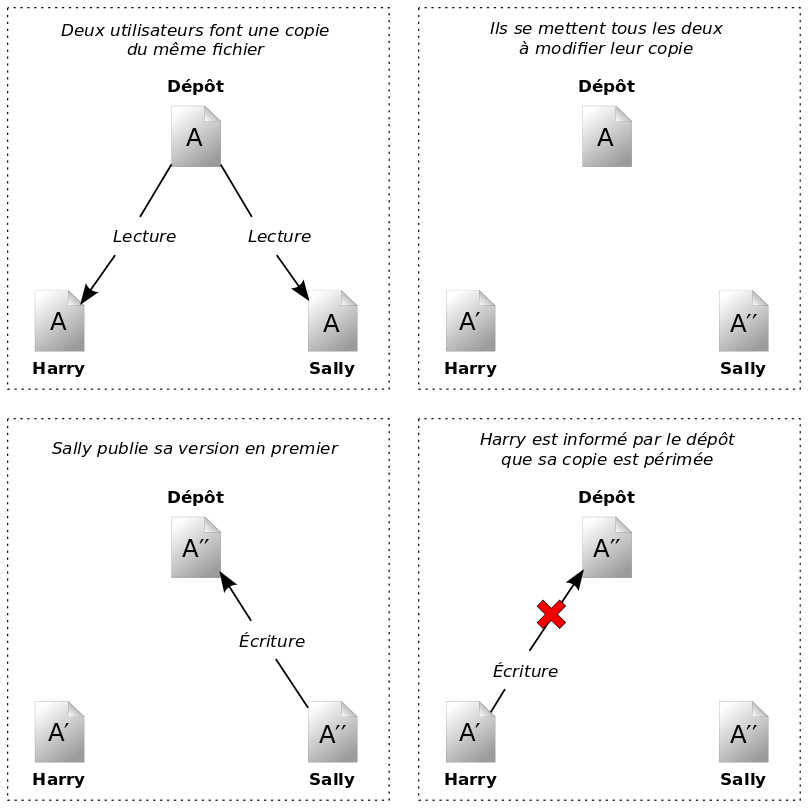 Deux utilisateurs font une copie
du même fichier
Dépôt
A
Lecture Lecture
A A
Harry Sally
Ils se mettent tous les deux
à modifier leur copie
Dépôt
A
A′ A′′
Harry Sally
Sally publie sa version en premier
Dépôt
A′′
Écriture
A′ A′′
Harry Sally
Harry est informé par le dépôt
que sa copie est périmée
Dépôt
A′′
Écriture
A′ A′′
Harry Sally